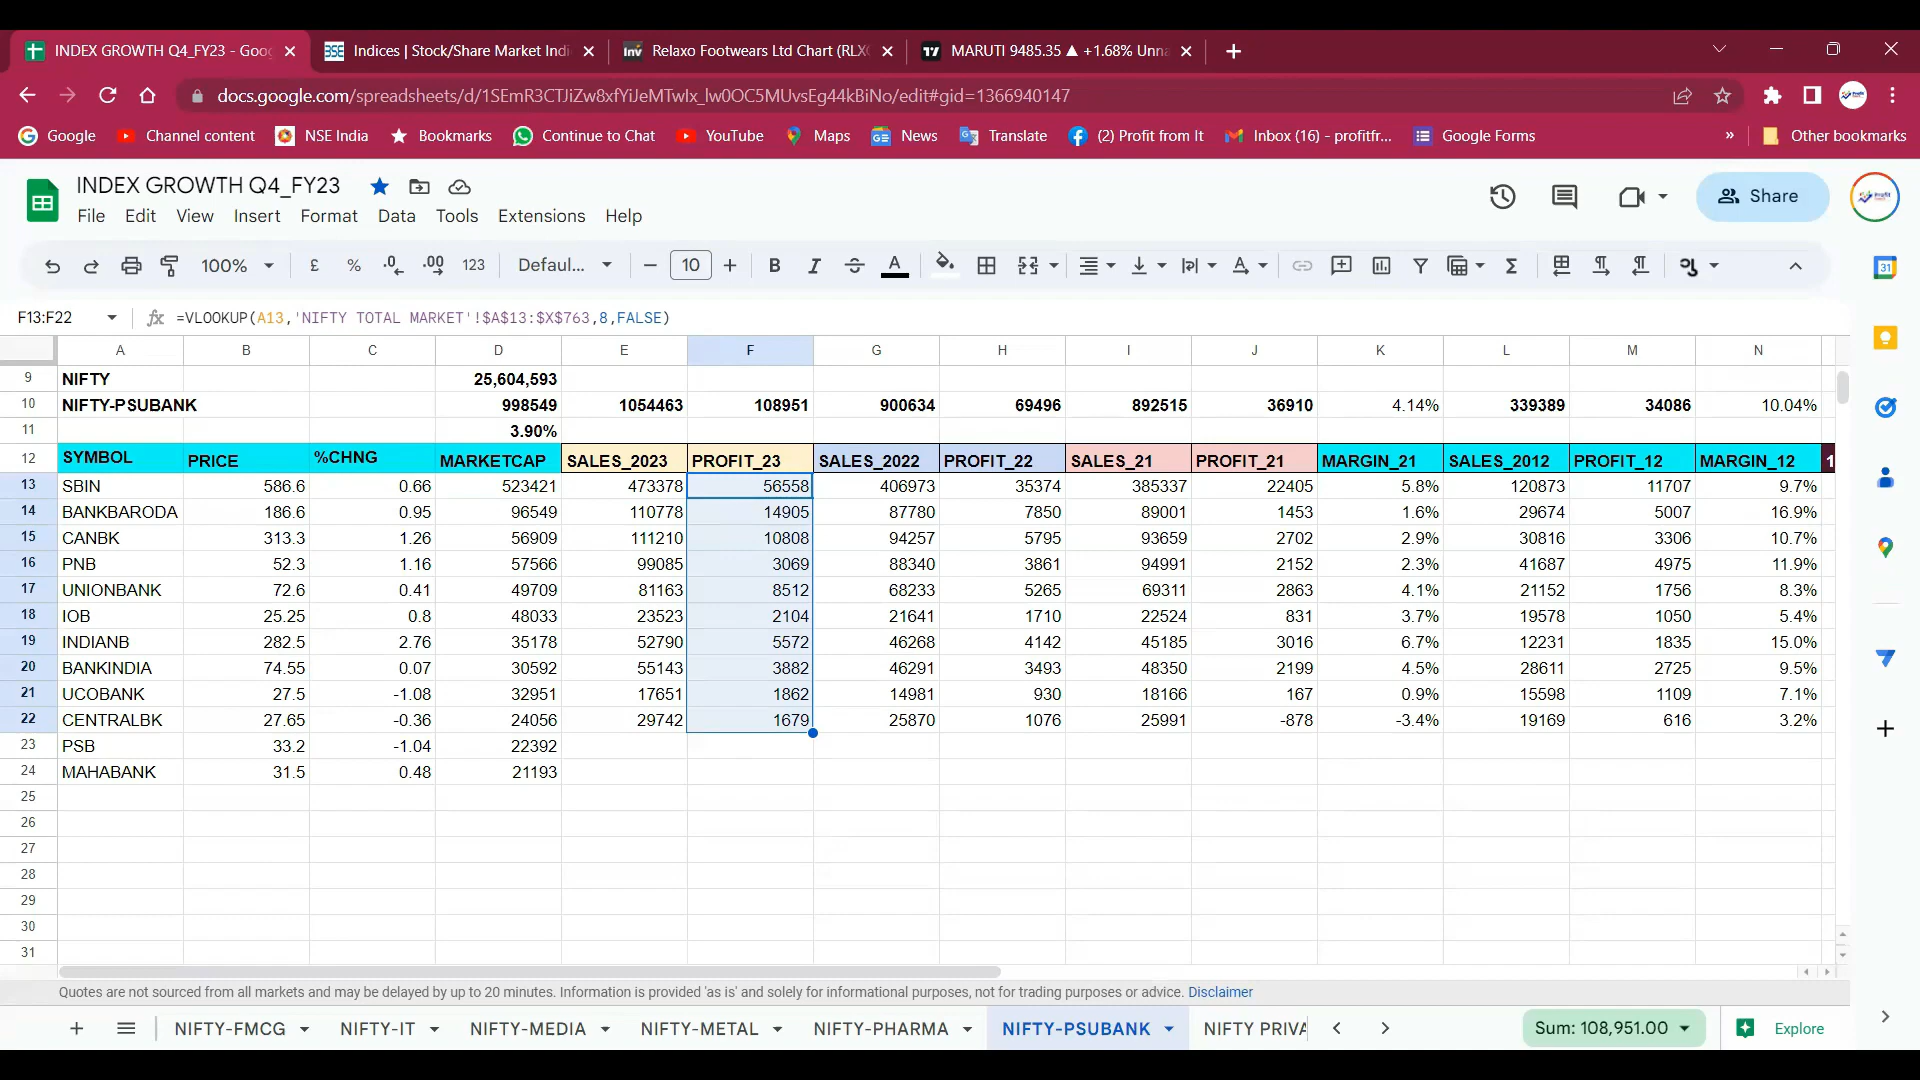 INDEX GROWTH Q4_FY23 - Goog
BSE Indices | Stock/Share Market Indi
Inv Relaxo Footwears Ltd Chart (RLXO
MARUTI 9485.35 ▲ +1.68% Unna
docs.google.com/spreadsheets/d/1SEmR3CTJiZw8xfYiJeMTwIx_lw0OC5MUvsEg44kBiNo/edit#gid=1366940147
Google Channel content NSE India Bookmarks Continue to Chat YouTube Maps News Translate (2) Profit from It Inbox (16) - profitfr... Google Forms » Other bookmarks
INDEX GROWTH Q4_FY23
File Edit View Insert Format Data Tools Extensions Help
Share
100% £ % .0 .00 123 Defaul... − 10 + B I A
31
F13:F22 fx =VLOOKUP(A13,'NIFTY TOTAL MARKET'!$A$13:$X$763,8,FALSE)
A B C D E F G H I J K L M N
9 NIFTY 25,604,593
10 NIFTY-PSUBANK 998549 1054463 108951 900634 69496 892515 36910 4.14% 339389 34086 10.04%
11 3.90%
12 SYMBOL PRICE %CHNG MARKETCAP SALES_2023 PROFIT_23 SALES_2022 PROFIT_22 SALES_21 PROFIT_21 MARGIN_21 SALES_2012 PROFIT_12 MARGIN_12 1
13 SBIN 586.6 0.66 523421 473378 56558 406973 35374 385337 22405 5.8% 120873 11707 9.7%
14 BANKBARODA 186.6 0.95 96549 110778 14905 87780 7850 89001 1453 1.6% 29674 5007 16.9%
15 CANBK 313.3 1.26 56909 111210 10808 94257 5795 93659 2702 2.9% 30816 3306 10.7%
16 PNB 52.3 1.16 57566 99085 3069 88340 3861 94991 2152 2.3% 41687 4975 11.9%
17 UNIONBANK 72.6 0.41 49709 81163 8512 68233 5265 69311 2863 4.1% 21152 1756 8.3%
18 IOB 25.25 0.8 48033 23523 2104 21641 1710 22524 831 3.7% 19578 1050 5.4%
19 INDIANB 282.5 2.76 35178 52790 5572 46268 4142 45185 3016 6.7% 12231 1835 15.0%
20 BANKINDIA 74.55 0.07 30592 55143 3882 46291 3493 48350 2199 4.5% 28611 2725 9.5%
21 UCOBANK 27.5 -1.08 32951 17651 1862 14981 930 18166 167 0.9% 15598 1109 7.1%
22 CENTRALBK 27.65 -0.36 24056 29742 1679 25870 1076 25991 -878 -3.4% 19169 616 3.2%
23 PSB 33.2 -1.04 22392
24 MAHABANK 31.5 0.48 21193
25
26
27
28
29
30
31
Quotes are not sourced from all markets and may be delayed by up to 20 minutes. Information is provided 'as is' and solely for informational purposes, not for trading purposes or advice. Disclaimer
NIFTY-FMCG NIFTY-IT NIFTY-MEDIA NIFTY-METAL NIFTY-PHARMA NIFTY-PSUBANK NIFTY PRIVA Sum: 108,951.00 Explore